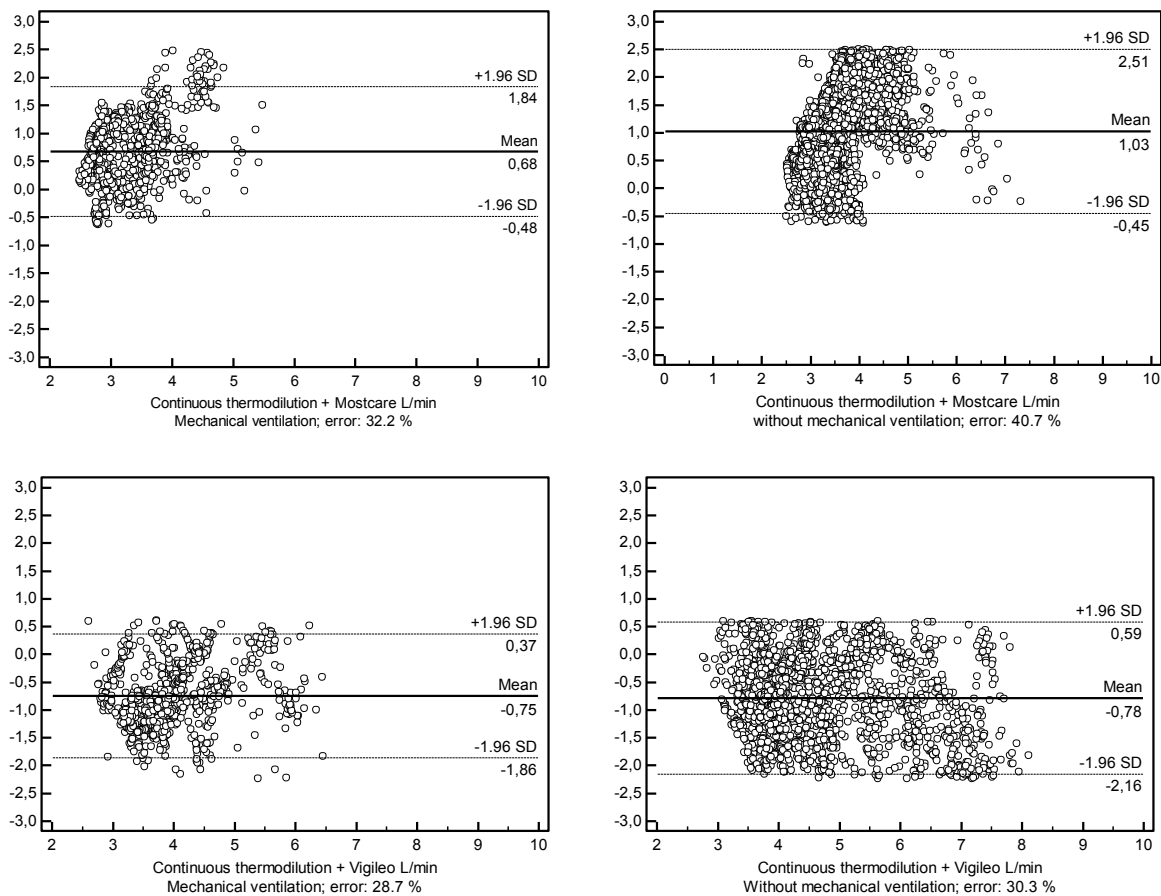 3,0
2,5
2,0
1,5
1,0
0,5
0,0
-0,5
-1,0
-1,5
-2,0
-2,5
-3,0
+1.96 SD
1,84
Mean
0,68
-1.96 SD
-0,48
2 3 4 5 6 7 8 9 10
Continuous thermodilution + Mostcare L/min
Mechanical ventilation; error: 32.2 %
3,0
2,5
2,0
1,5
1,0
0,5
0,0
-0,5
-1,0
-1,5
-2,0
-2,5
-3,0
+1.96 SD
2,51
Mean
1,03
-1.96 SD
-0,45
0 1 2 3 4 5 6 7 8 9 10
Continuous thermodilution + Mostcare L/min
without mechanical ventilation; error: 40.7 %
3,0
2,5
2,0
1,5
1,0
0,5
0,0
-0,5
-1,0
-1,5
-2,0
-2,5
-3,0
+1.96 SD
0,37
Mean
-0,75
-1.96 SD
-1,86
2 3 4 5 6 7 8 9 10
Continuous thermodilution + Vigileo L/min
Mechanical ventilation; error: 28.7 %
3,0
2,5
2,0
1,5
1,0
0,5
0,0
-0,5
-1,0
-1,5
-2,0
-2,5
-3,0
+1.96 SD
0,59
Mean
-0,78
-1.96 SD
-2,16
2 3 4 5 6 7 8 9 10
Continuous thermodilution + Vigileo L/min
Without mechanical ventilation; error: 30.3 %